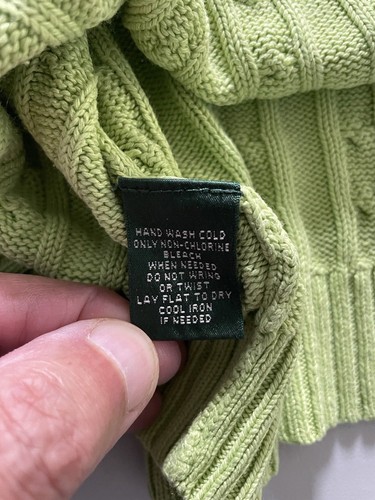 HAND WASH COLD
ONLY NON-CHLORINE
BLEACH
WHEN NEEDED
DO NOT WRING
OR TWIST
LAY FLAT TO DRY
COOL IRON
IF NEEDED